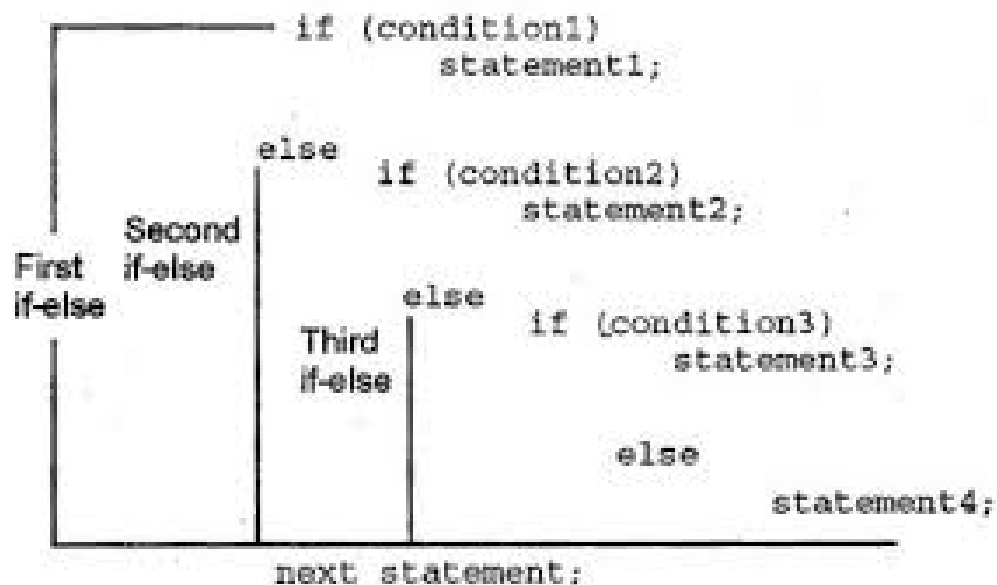 if (condition1)
statement1;
else
if (condition2)
statement2;
Second
if-else
First
if-else
else
if (condition3)
statement3;
Third
if-else
else
statement4;
next statement;